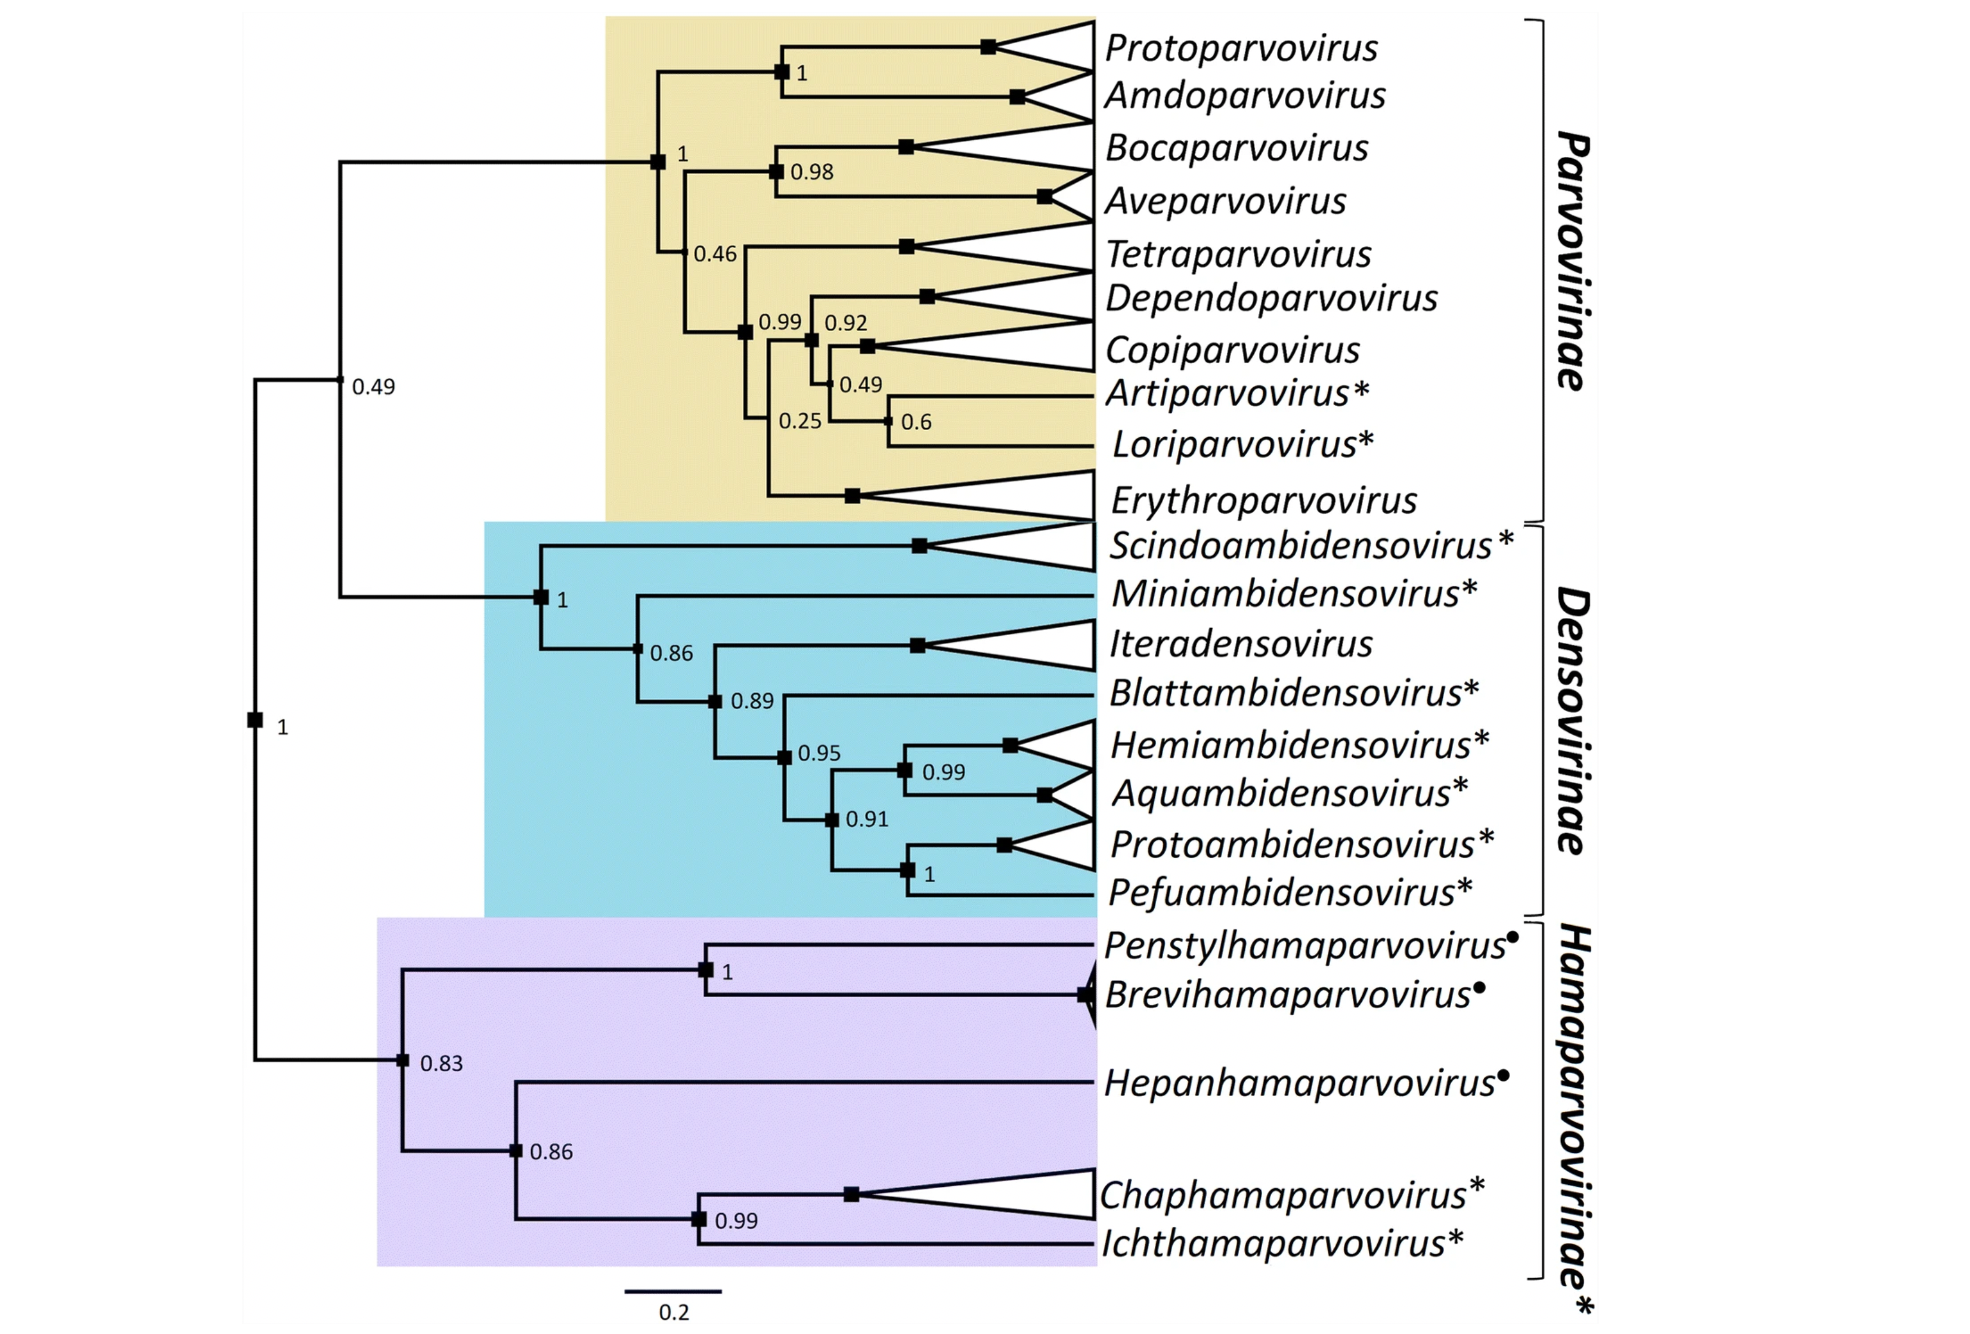 Protoparvovirus
1
Amdoparvovirus
Bocaparvovirus
1
0.98
Aveparvovirus
0.46
Tetraparvovirus
Dependoparvovirus
0.99
0.92
Copiparvovirus
0.49
Artiparvovirus*
0.25
0.6
Loriparvovirus*
Erythroparvovirus
Parvovirinae
0.49
Scindoambidensovirus*
1
Miniambidensovirus*
0.86
Iteradensovirus
0.89
Blattambidensovirus*
0.95
Hemiambidensovirus*
0.99
Aquambidensovirus*
0.91
Protoambidensovirus*
1
Pefuambidensovirus*
Densovirinae
1
Penstylhamaparvovirus●
1
Brevihamaparvovirus●
0.83
Hepanhamaparvovirus●
0.86
Chaphamaparvovirus*
0.99
Ichthamaparvovirus*
Hamaparvovirinae*
0.2